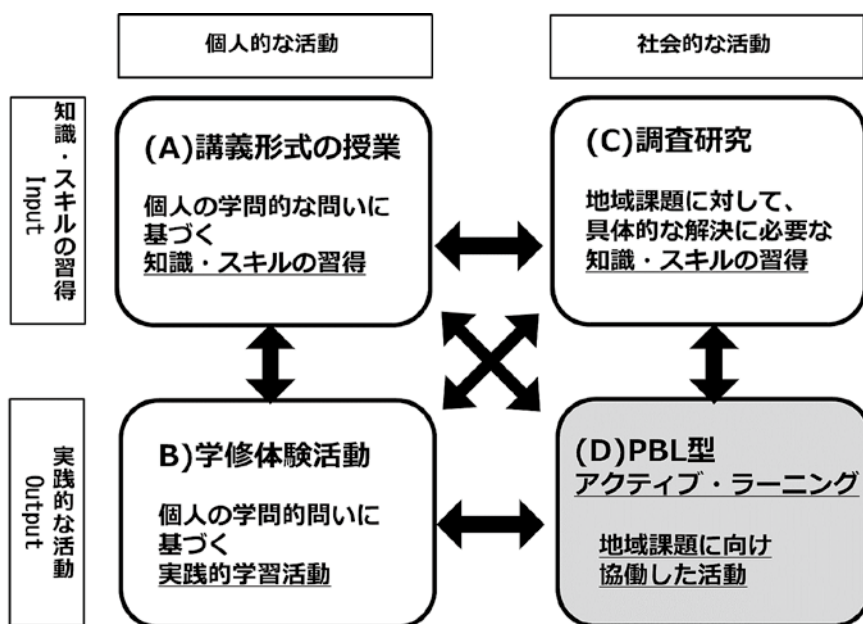 個人的な活動
社会的な活動
知識・スキルの習得
Input
(A)講義形式の授業
個人の学問的な問いに
基づく
知識・スキルの習得
(C)調査研究
地域課題に対して、
具体的な解決に必要な
知識・スキルの習得
実践的な活動
Output
B)学修体験活動
個人の学問的問いに
基づく
実践的学習活動
(D)PBL型
アクティブ・ラーニング
地域課題に向け
協働した活動